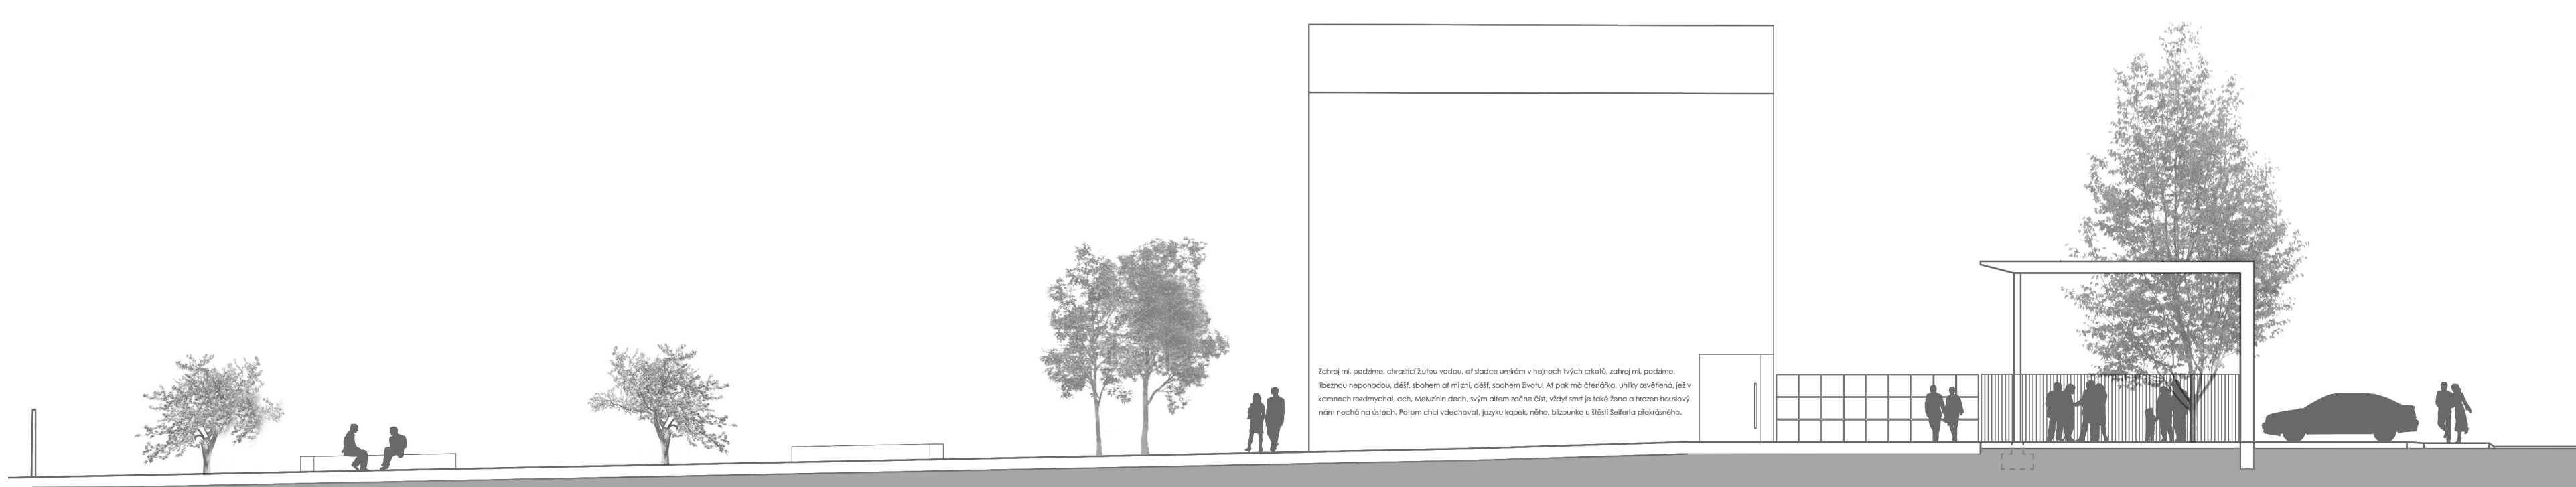 Zahrej mi, podzime, chrastící žlutou vodou, ať sladce umírám v hejnech tvých crkotů, zahrej mi, podzime,
líbeznou nepohodou, déšť, sbohem ať mi zní, déšť, sbohem životu! Ať pak má čtenářka, uhlíky osvětlená, jež v
kamnech rozdmychal, ach, Meluzínin dech, svým altem začne číst, vždyť smrt je také žena a hrozen houslový
nám nechá na ústech. Potom chci vdechovat, jazyku kapek, něho, blízounko u štěstí Seiferta překrásného.